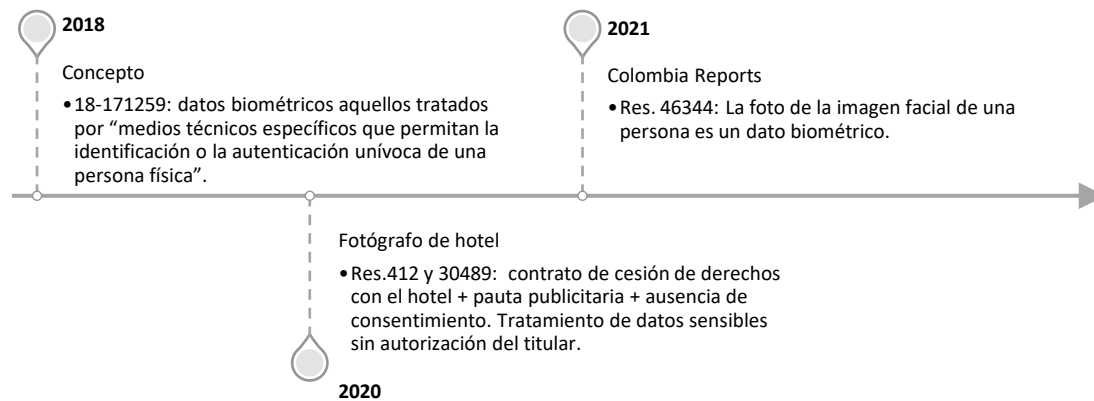 2018
Concepto
•18-171259: datos biométricos aquellos tratados
por “medios técnicos específicos que permitan la
identificación o la autenticación unívoca de una
persona física”.
2021
Colombia Reports
•Res. 46344: La foto de la imagen facial de una
persona es un dato biométrico.
Fotógrafo de hotel
•Res.412 y 30489: contrato de cesión de derechos
con el hotel + pauta publicitaria + ausencia de
consentimiento. Tratamiento de datos sensibles
sin autorización del titular.
2020